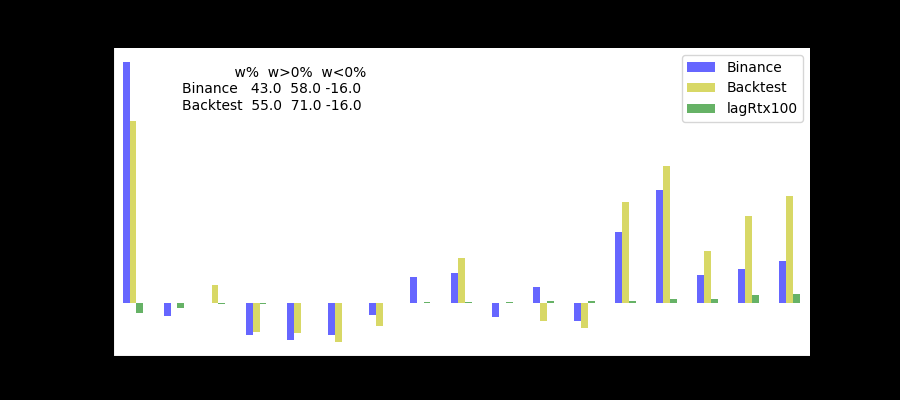 w%  w>0%  w<0%
Binance   43.0  58.0 -16.0
Backtest  55.0  71.0 -16.0
Binance
Backtest
lagRtx100